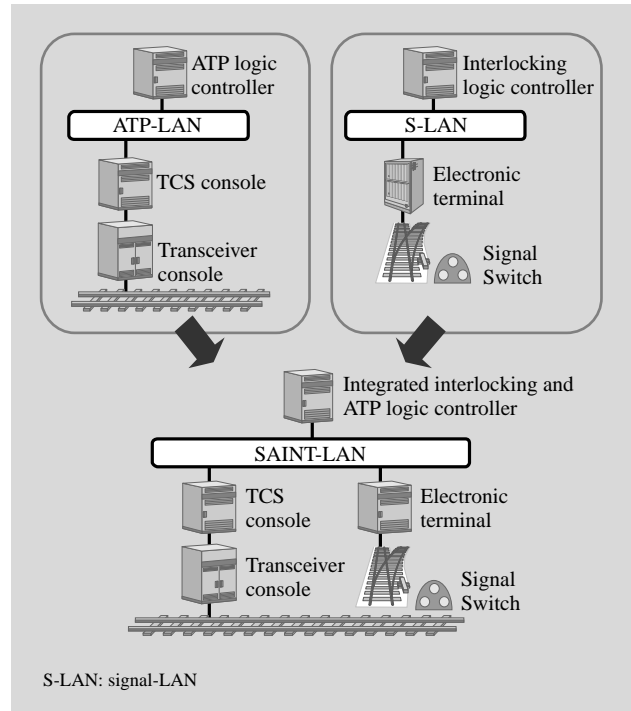 ATP logic
controller
ATP-LAN
TCS console
Transceiver
console
Interlocking
logic controller
S-LAN
Electronic
terminal
Signal
Switch
Integrated interlocking and
ATP logic controller
SAINT-LAN
TCS
console
Transceiver
console
Electronic
terminal
Signal
Switch
S-LAN: signal-LAN